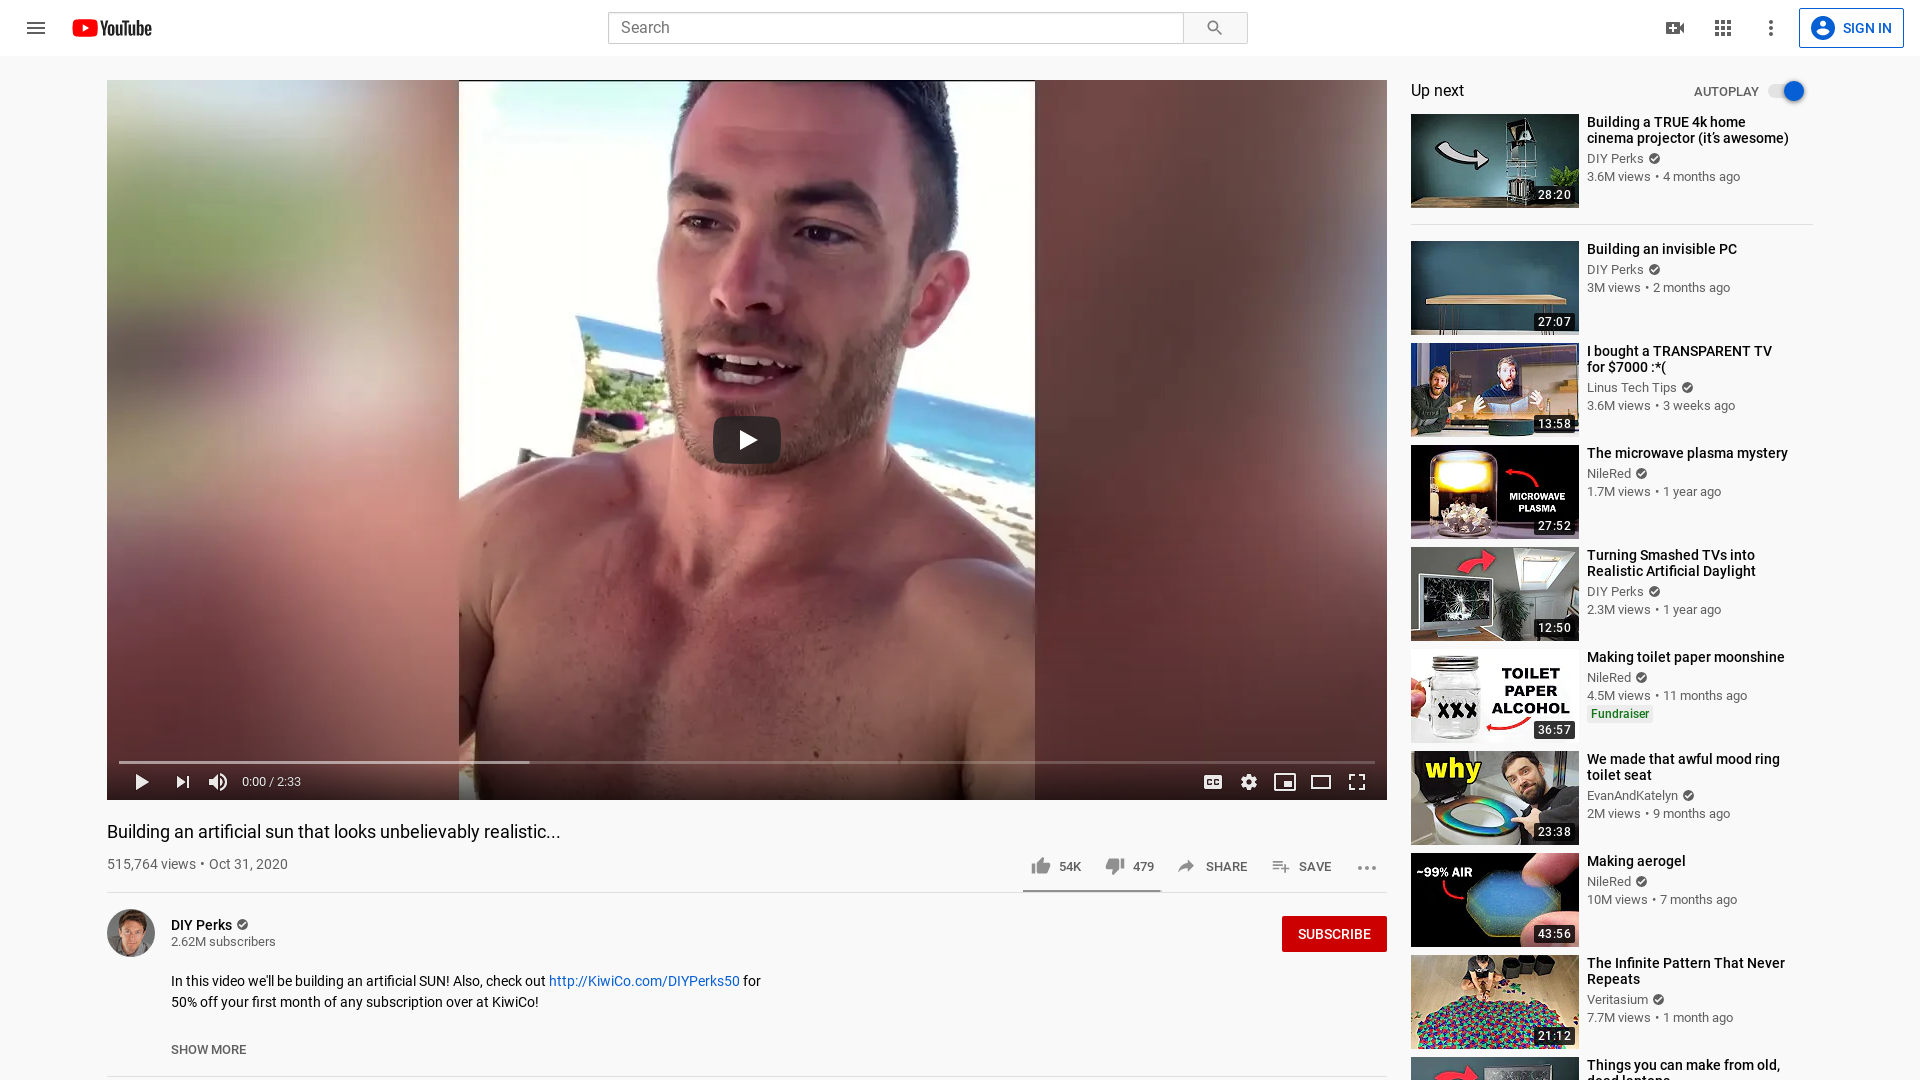 YouTube
Search
SIGN IN
0:00 / 2:33
Building an artificial sun that looks unbelievably realistic...
515,764 views • Oct 31, 2020
54K
479
SHARE
SAVE
DIY Perks
2.62M subscribers
SUBSCRIBE
In this video we'll be building an artificial SUN! Also, check out http://KiwiCo.com/DIYPerks50 for
50% off your first month of any subscription over at KiwiCo!
SHOW MORE
Up next
AUTOPLAY
28:20
Building a TRUE 4k home
cinema projector (it's awesome)
DIY Perks
3.6M views • 4 months ago
27:07
Building an invisible PC
DIY Perks
3M views • 2 months ago
13:58
I bought a TRANSPARENT TV
for $7000 :*(
Linus Tech Tips
3.6M views • 3 weeks ago
MICROWAVE
PLASMA
27:52
The microwave plasma mystery
NileRed
1.7M views • 1 year ago
12:50
Turning Smashed TVs into
Realistic Artificial Daylight
DIY Perks
2.3M views • 1 year ago
TOILET
PAPER
ALCOHOL
XXX
36:57
Making toilet paper moonshine
NileRed
4.5M views • 11 months ago
Fundraiser
why
23:38
We made that awful mood ring
toilet seat
EvanAndKatelyn
2M views • 9 months ago
~99% AIR
43:56
Making aerogel
NileRed
10M views • 7 months ago
21:12
The Infinite Pattern That Never
Repeats
Veritasium
7.7M views • 1 month ago
Things you can make from old,
dead laptops